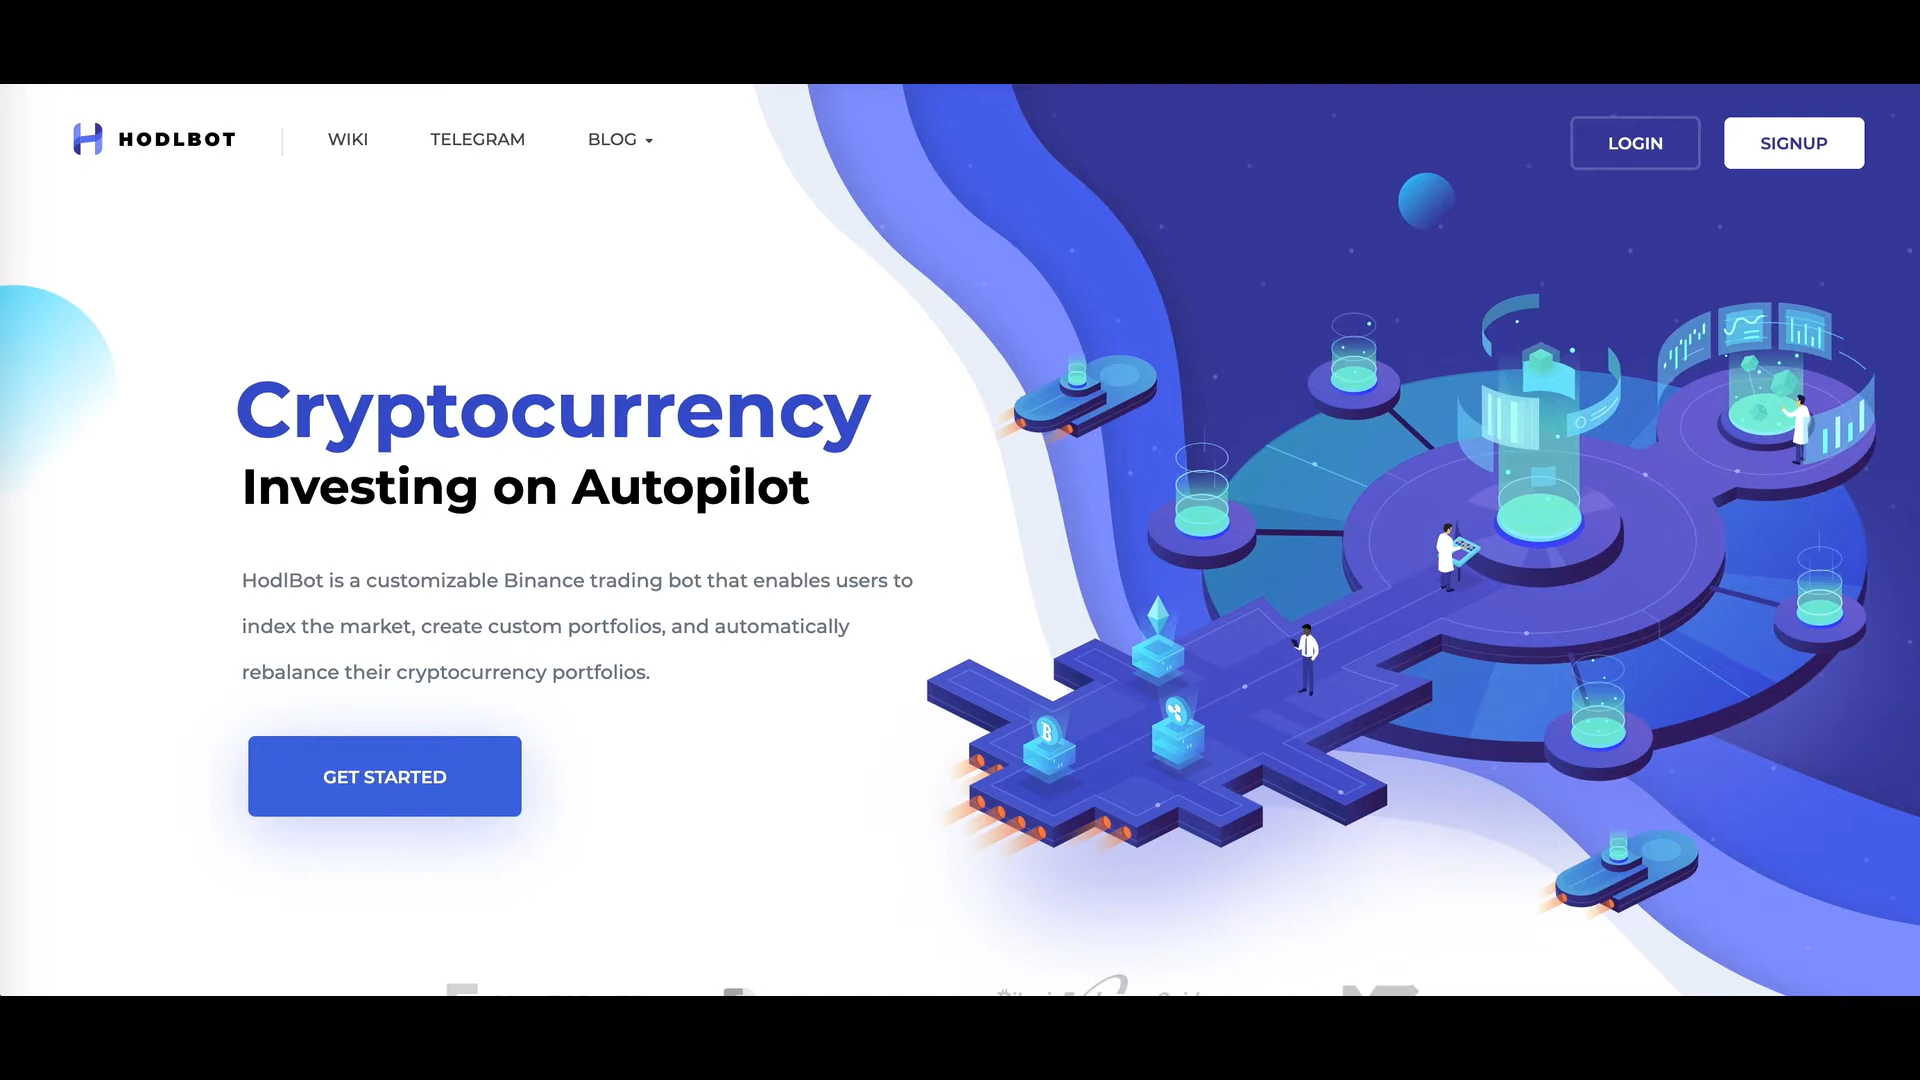 HODLBOT
WIKI
TELEGRAM
BLOG
LOGIN
SIGNUP
Cryptocurrency
Investing on Autopilot
HodlBot is a customizable Binance trading bot that enables users to
index the market, create custom portfolios, and automatically
rebalance their cryptocurrency portfolios.
GET STARTED